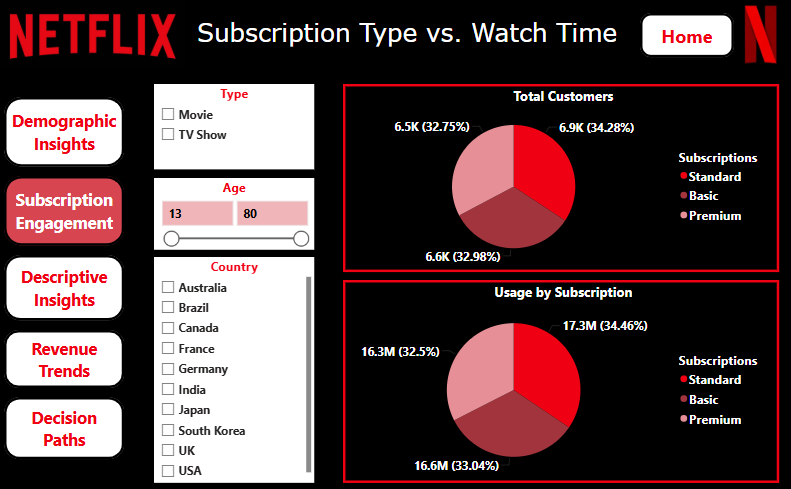 NETFLIX
Subscription Type vs. Watch Time
Home
Demographic
Insights
Subscription
Engagement
Descriptive
Insights
Revenue
Trends
Decision
Paths
Type
Movie
TV Show
Age
13
80
Country
Australia
Brazil
Canada
France
Germany
India
Japan
South Korea
UK
USA
Total Customers
6.5K (32.75%)
6.9K (34.28%)
6.6K (32.98%)
Subscriptions
Standard
Basic
Premium
Usage by Subscription
17.3M (34.46%)
16.3M (32.5%)
16.6M (33.04%)
Subscriptions
Standard
Basic
Premium